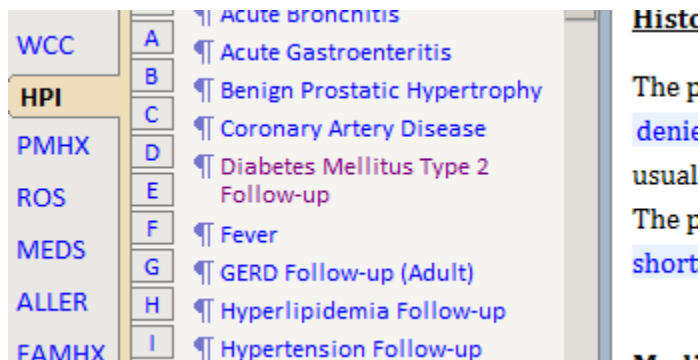 WCC
HPI
PMHX
ROS
MEDS
ALLER
FAMHX
A
B
C
D
E
F
G
H
I
Acute Bronchitis
¶ Acute Gastroenteritis
¶ Benign Prostatic Hypertrophy
¶ Coronary Artery Disease
¶ Diabetes Mellitus Type 2
Follow-up
¶ Fever
¶ GERD Follow-up (Adult)
¶ Hyperlipidemia Follow-up
¶ Hypertension Follow-up
The p
usual
The p
short